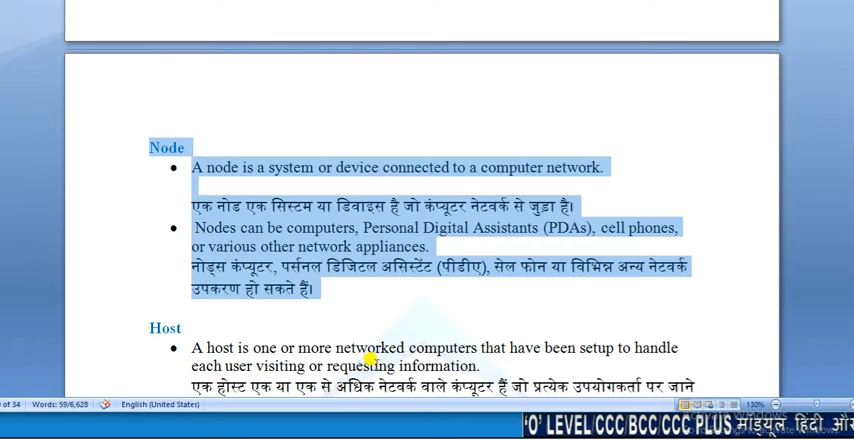 Node
A node is a system or device connected to a computer network.
एक नोड एक सिस्टम या डिवाइस है जो कंप्यूटर नेटवर्क से जुड़ा है।
Nodes can be computers, Personal Digital Assistants (PDAs), cell phones,
or various other network appliances.
नोड्स कंप्यूटर, पर्सनल डिजिटल असिस्टेंट (पीडीए), सेल फोन या विभिन्न अन्य नेटवर्क
उपकरण हो सकते हैं।
Host
A host is one or more networked computers that have been setup to handle
each user visiting or requesting information.
एक होस्ट एक या एक से अधिक नेटवर्क वाले कंप्यूटर हैं जो प्रत्येक उपयोगकर्ता पर जाने
of 34 Words: 59/6,628 English (United States) 130%
'O' LEVEL/CCC/BCC/CCC PLUS माड्यूल हिंदी